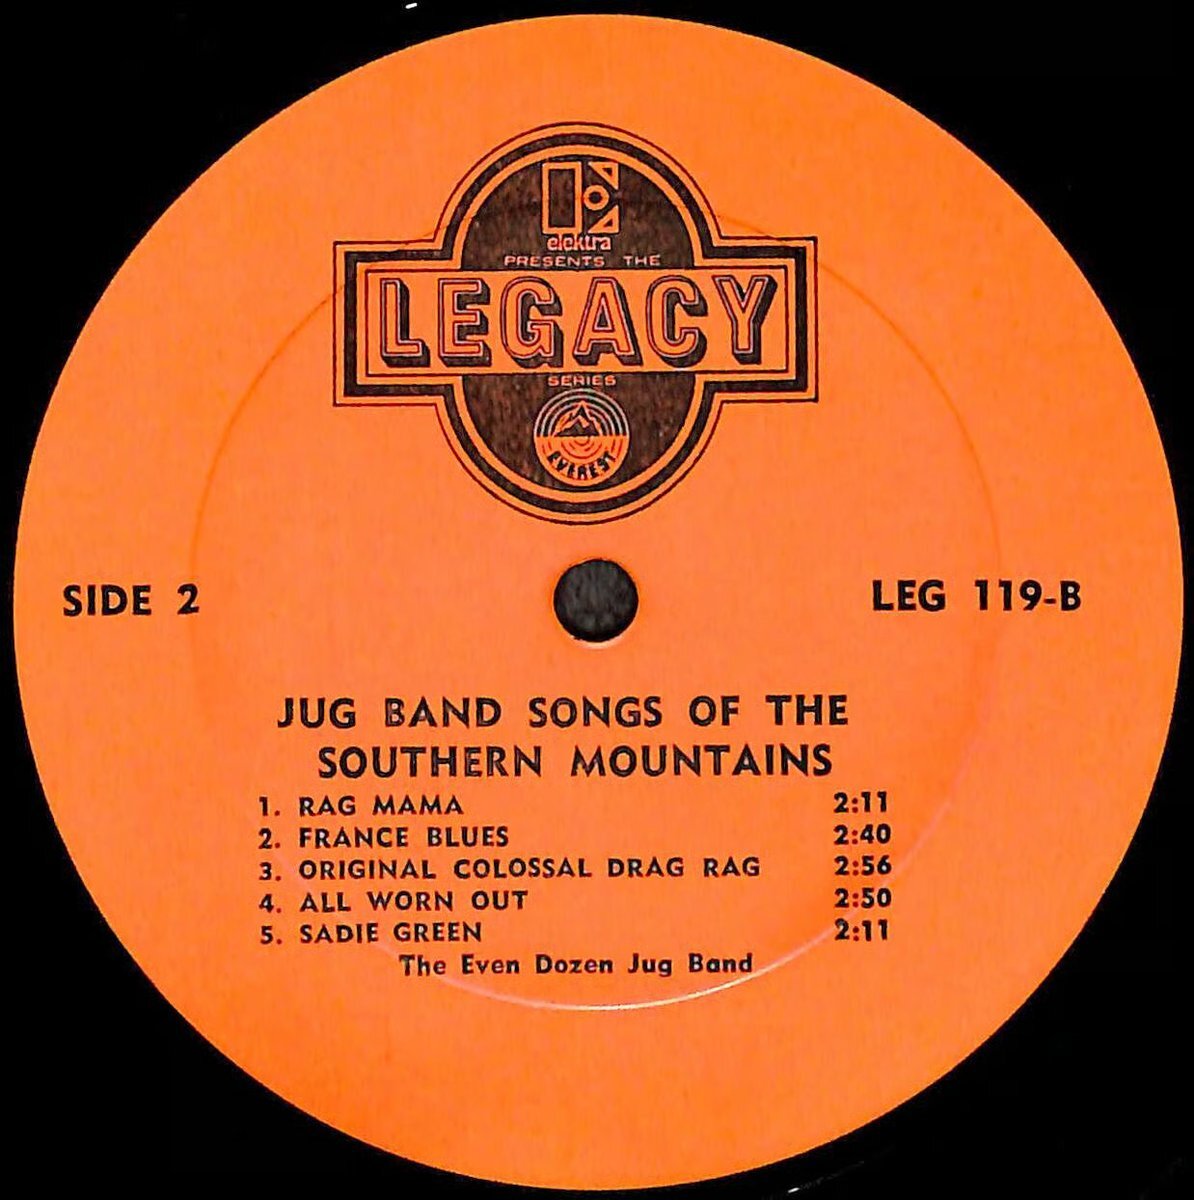 elektra
PRESENTS THE
LEGACY
SERIES
EVEREST
SIDE 2
LEG 119-B
JUG BAND SONGS OF THE
SOUTHERN MOUNTAINS
1. RAG MAMA 2:11
2. FRANCE BLUES 2:40
3. ORIGINAL COLOSSAL DRAG RAG 2:56
4. ALL WORN OUT 2:50
5. SADIE GREEN 2:11
The Even Dozen Jug Band